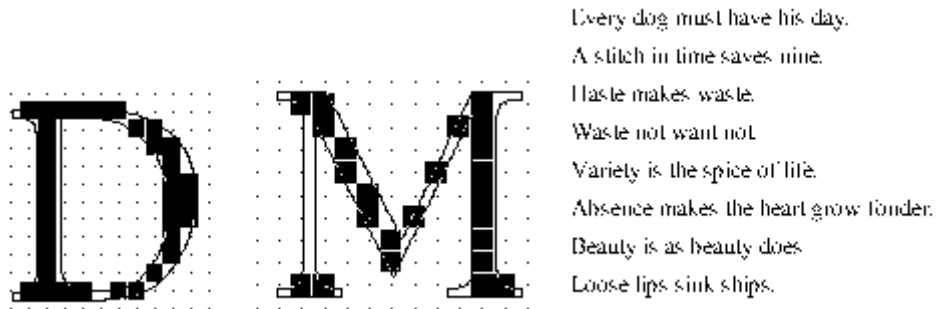 D M
Every dog must have his day.
A stitch in time saves nine.
Haste makes waste.
Waste not want not
Variety is the spice of life.
Absence makes the heart grow fonder.
Beauty is as beauty does
Loose lips sink ships.